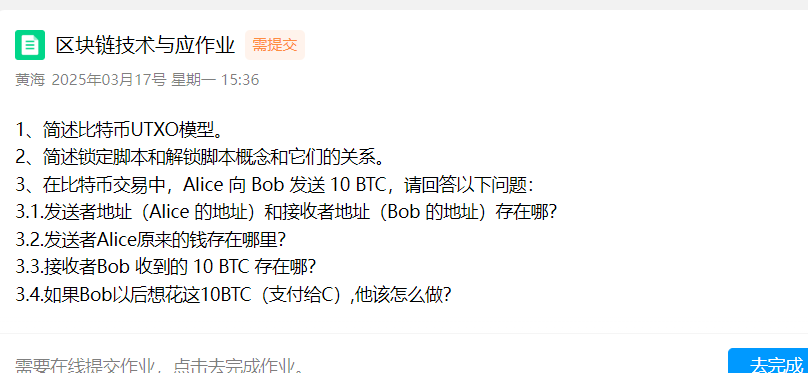 区块链技术与应作业 需提交
黄海 2025年03月17号 星期一 15:36
1、简述比特币UTXO模型。
2、简述锁定脚本和解锁脚本概念和它们的关系。
3、在比特币交易中，Alice 向 Bob 发送 10 BTC，请回答以下问题：
3.1.发送者地址（Alice 的地址）和接收者地址（Bob 的地址）存在哪？
3.2.发送者Alice原来的钱存在哪里？
3.3.接收者Bob 收到的 10 BTC 存在哪？
3.4.如果Bob以后想花这10BTC（支付给C）,他该怎么做？
需要在线提交作业，点击去完成作业。
去完成